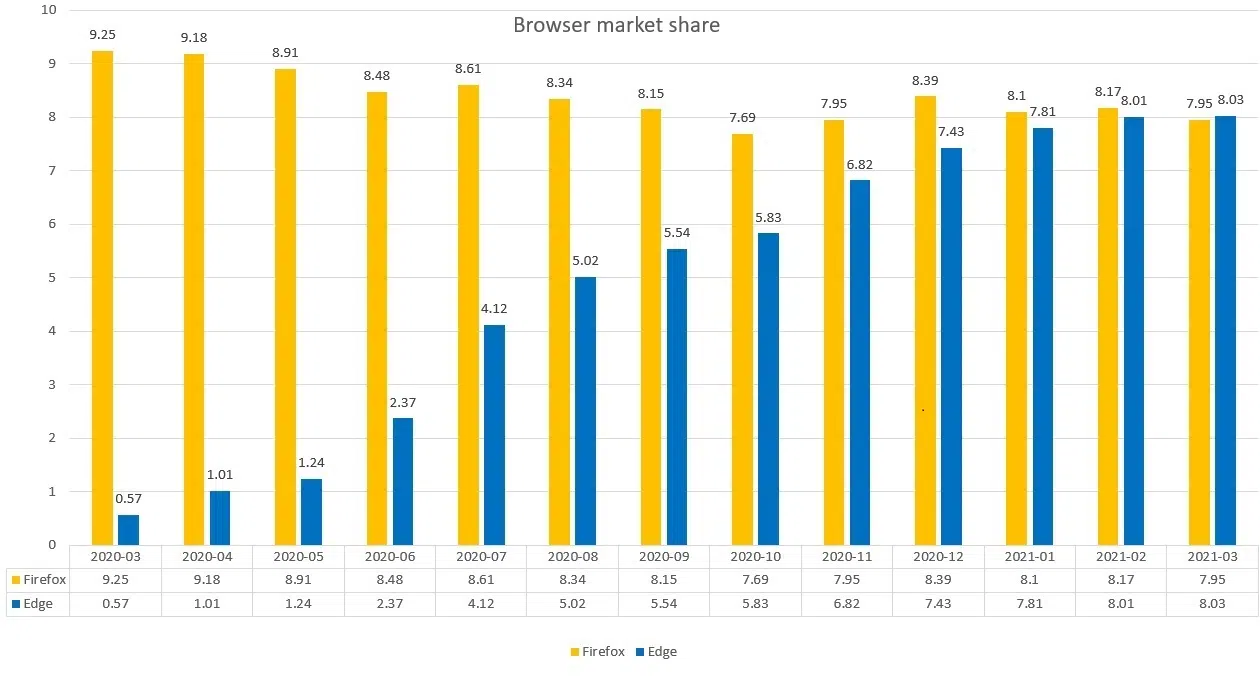 Browser market share
10
9
8
7
6
5
4
3
2
1
0
9.25 9.18 8.91 8.48 8.61 8.34 8.15 7.69 7.95 8.39 8.1 8.17 7.95
0.57 1.01 1.24 2.37 4.12 5.02 5.54 5.83 6.82 7.43 7.81 8.01 8.03
2020-03 2020-04 2020-05 2020-06 2020-07 2020-08 2020-09 2020-10 2020-11 2020-12 2021-01 2021-02 2021-03
Firefox 9.25 9.18 8.91 8.48 8.61 8.34 8.15 7.69 7.95 8.39 8.1 8.17 7.95
Edge 0.57 1.01 1.24 2.37 4.12 5.02 5.54 5.83 6.82 7.43 7.81 8.01 8.03
Firefox Edge